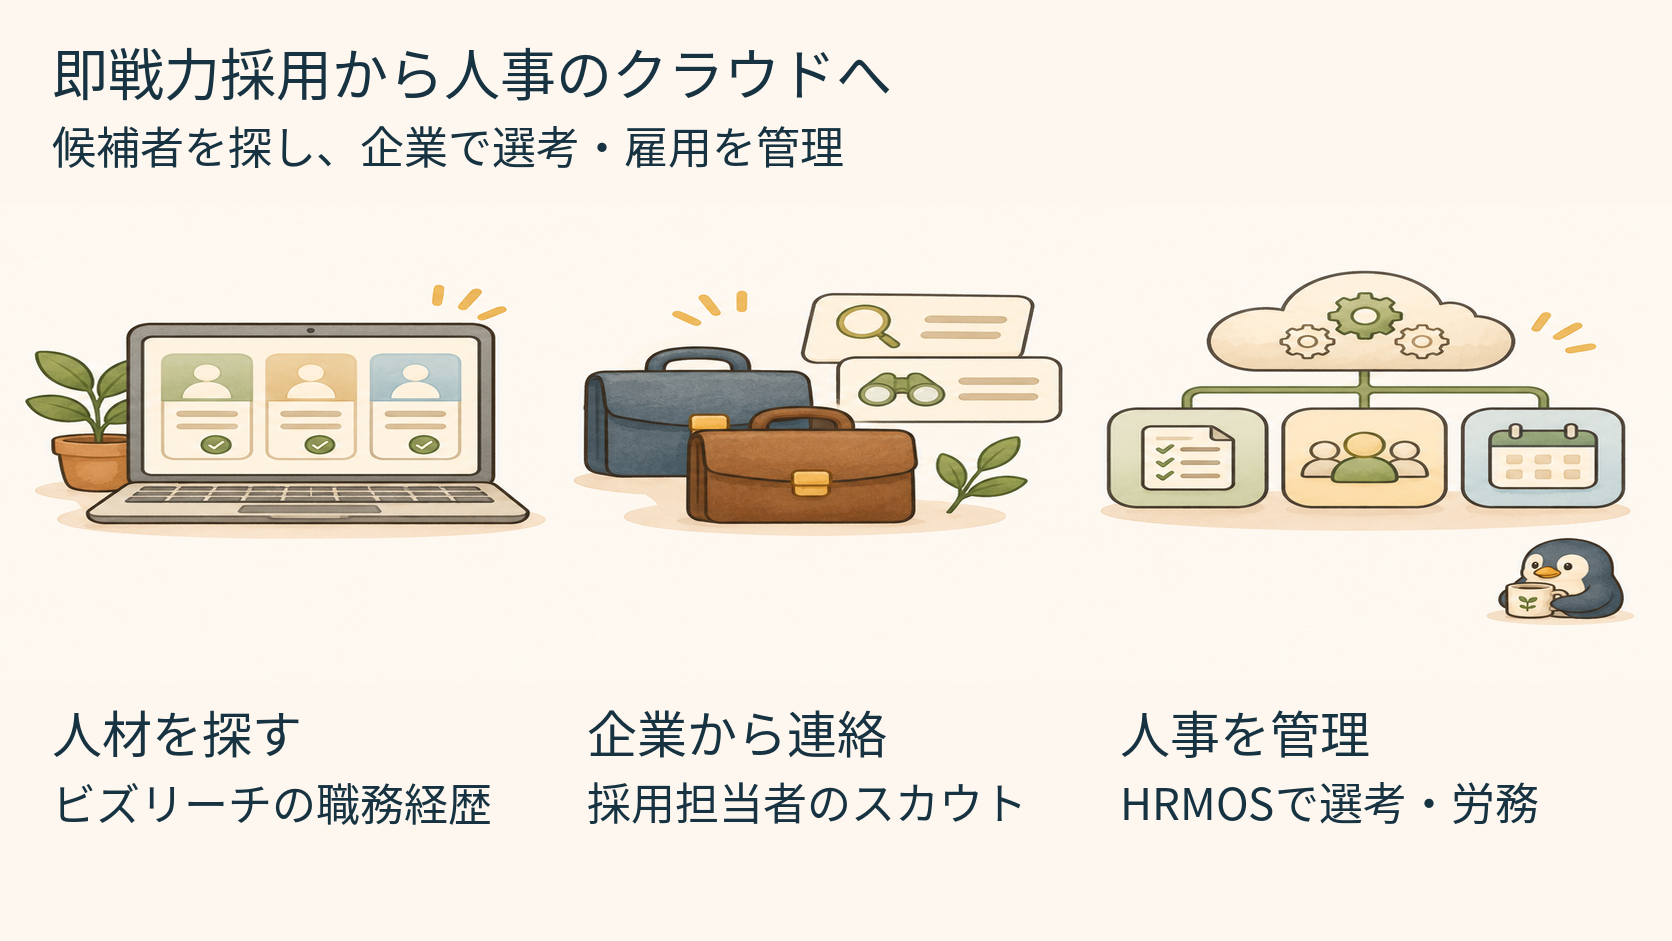 即戦力採用から人事のクラウドへ
候補者を探し、企業で選考・雇用を管理
人材を探す
ビズリーチの職務経歴
企業から連絡
採用担当者のスカウト
人事を管理
HRMOSで選考・労務